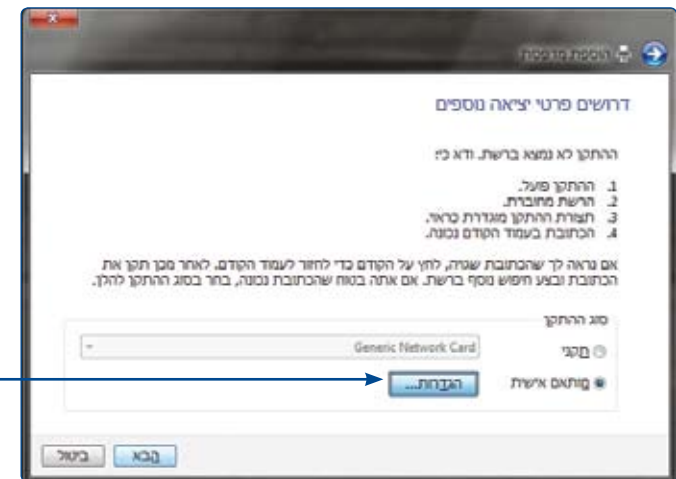 הוספת מדפסת
דרושים פרטי יציאה נוספים
ההתקן לא נמצא ברשת. ודא כי:
1. ההתקן פועל.
2. הרשת מחוברת.
3. תצורת ההתקן מוגדרת כראוי.
4. הכתובת בעמוד הקודם נכונה.
אם נראה לך שהכתובת שגויה, לחץ על הקודם כדי לחזור לעמוד הקודם. לאחר מכן תקן את
הכתובת ובצע חיפוש נוסף ברשת. אם אתה בטוח שהכתובת נכונה, בחר בסוג ההתקן להלן.
סוג ההתקן
תקני Generic Network Card
מותאם אישית הגדרות...
הבא ביטול